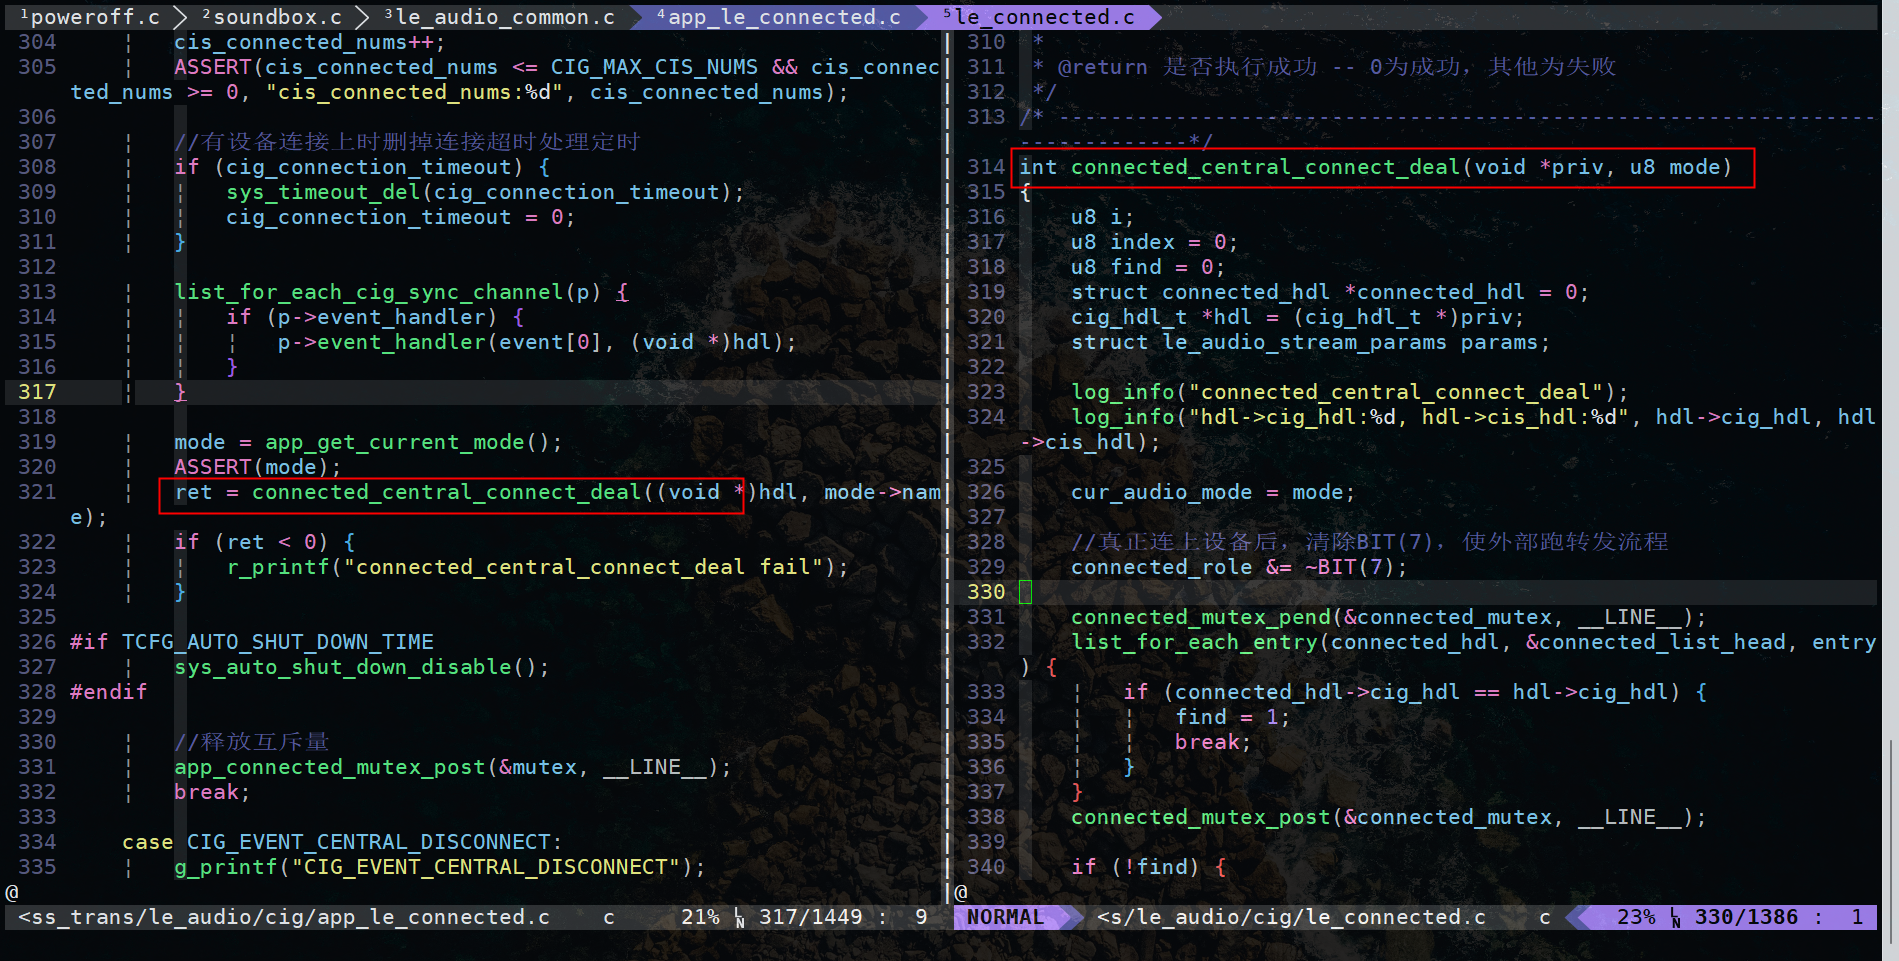 ¹poweroff.c ²soundbox.c ³le_audio_common.c ⁴app_le_connected.c ⁵le_connected.c
304 cis_connected_nums++;
305 ASSERT(cis_connected_nums <= CIG_MAX_CIS_NUMS && cis_connec
ted_nums >= 0, "cis_connected_nums:%d", cis_connected_nums);
306
307 //有设备连接上时删掉连接超时处理定时
308 if (cig_connection_timeout) {
309 sys_timeout_del(cig_connection_timeout);
310 cig_connection_timeout = 0;
311 }
312
313 list_for_each_cig_sync_channel(p) {
314 if (p->event_handler) {
315 p->event_handler(event[0], (void *)hdl);
316 }
317 }
318
319 mode = app_get_current_mode();
320 ASSERT(mode);
321 ret = connected_central_connect_deal((void *)hdl, mode->nam
e);
322 if (ret < 0) {
323 r_printf("connected_central_connect_deal fail");
324 }
325
326 #if TCFG_AUTO_SHUT_DOWN_TIME
327 sys_auto_shut_down_disable();
328 #endif
329
330 //释放互斥量
331 app_connected_mutex_post(&mutex, __LINE__);
332 break;
333
334 case CIG_EVENT_CENTRAL_DISCONNECT:
335 g_printf("CIG_EVENT_CENTRAL_DISCONNECT");
@
<ss_trans/le_audio/cig/app_le_connected.c c 21% LN 317/1449 : 9
310 *
311 * @return 是否执行成功 -- 0为成功，其他为失败
312 */
313 /* ---------------------------------------------------------------
-------------*/
314 int connected_central_connect_deal(void *priv, u8 mode)
315 {
316 u8 i;
317 u8 index = 0;
318 u8 find = 0;
319 struct connected_hdl *connected_hdl = 0;
320 cig_hdl_t *hdl = (cig_hdl_t *)priv;
321 struct le_audio_stream_params params;
322
323 log_info("connected_central_connect_deal");
324 log_info("hdl->cig_hdl:%d, hdl->cis_hdl:%d", hdl->cig_hdl, hdl
->cis_hdl);
325
326 cur_audio_mode = mode;
327
328 //真正连上设备后，清除BIT(7)，使外部跑转发流程
329 connected_role &= ~BIT(7);
330
331 connected_mutex_pend(&connected_mutex, __LINE__);
332 list_for_each_entry(connected_hdl, &connected_list_head, entry
) {
333 if (connected_hdl->cig_hdl == hdl->cig_hdl) {
334 find = 1;
335 break;
336 }
337 }
338 connected_mutex_post(&connected_mutex, __LINE__);
339
340 if (!find) {
@
NORMAL <s/le_audio/cig/le_connected.c c 23% LN 330/1386 : 1